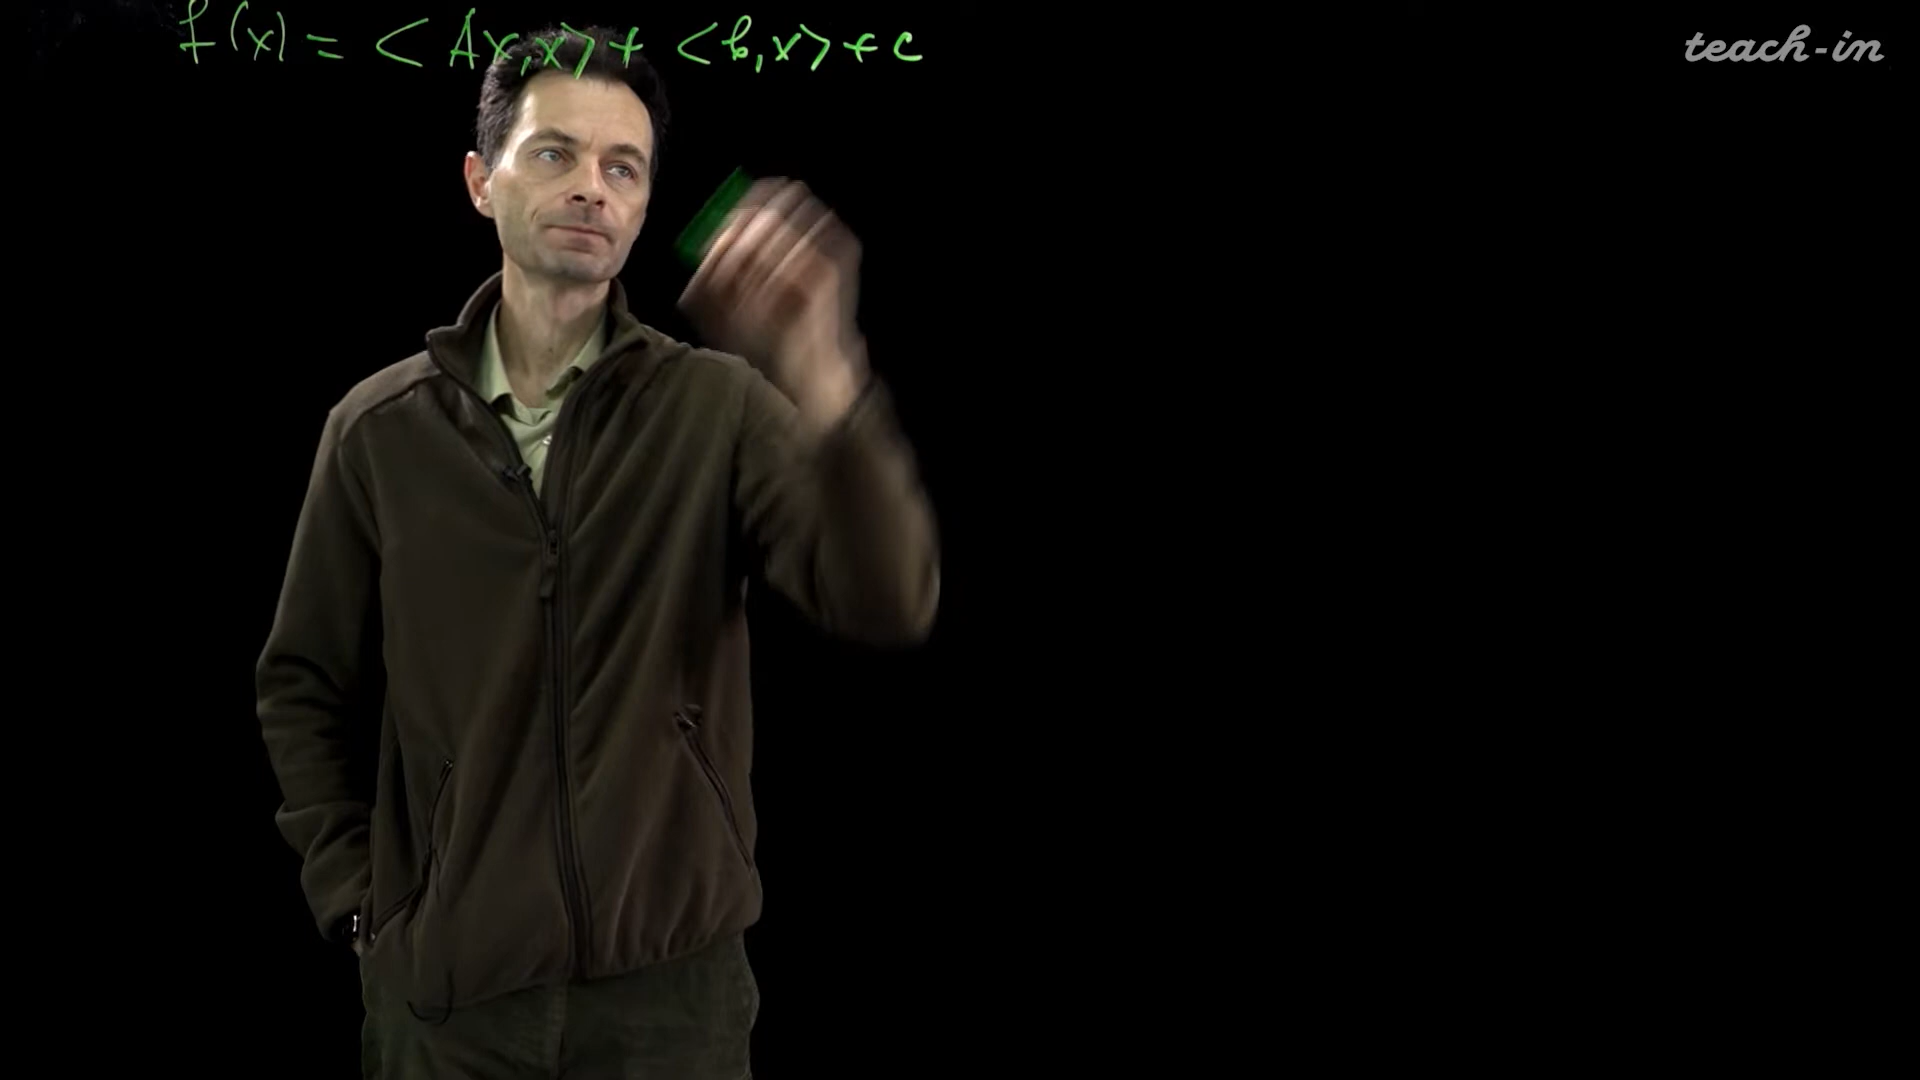 f(x) = <Ax,x> + <b,x> + c
teach-in